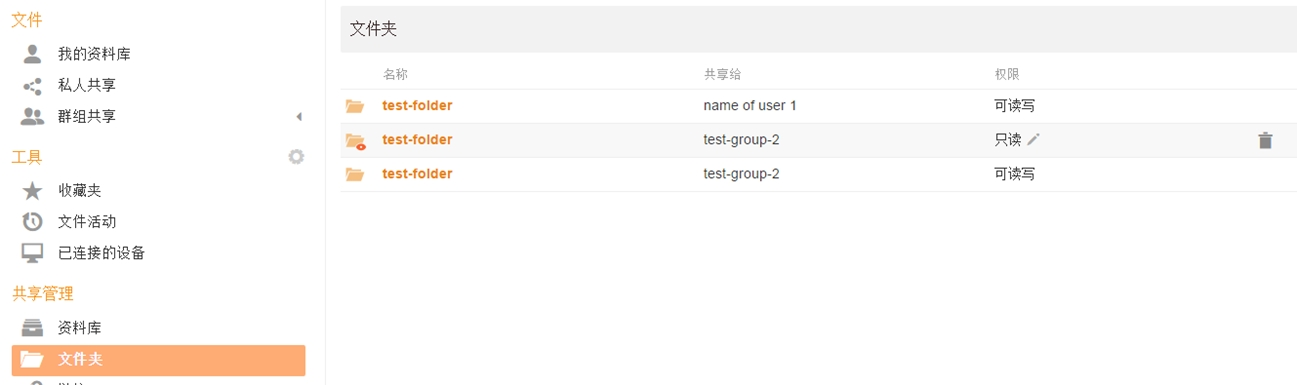 文件
我的资料库
私人共享
群组共享
工具
收藏夹
文件活动
已连接的设备
共享管理
资料库
文件夹
文件夹
名称 共享给 权限
test-folder name of user 1 可读写
test-folder test-group-2 只读
test-folder test-group-2 可读写